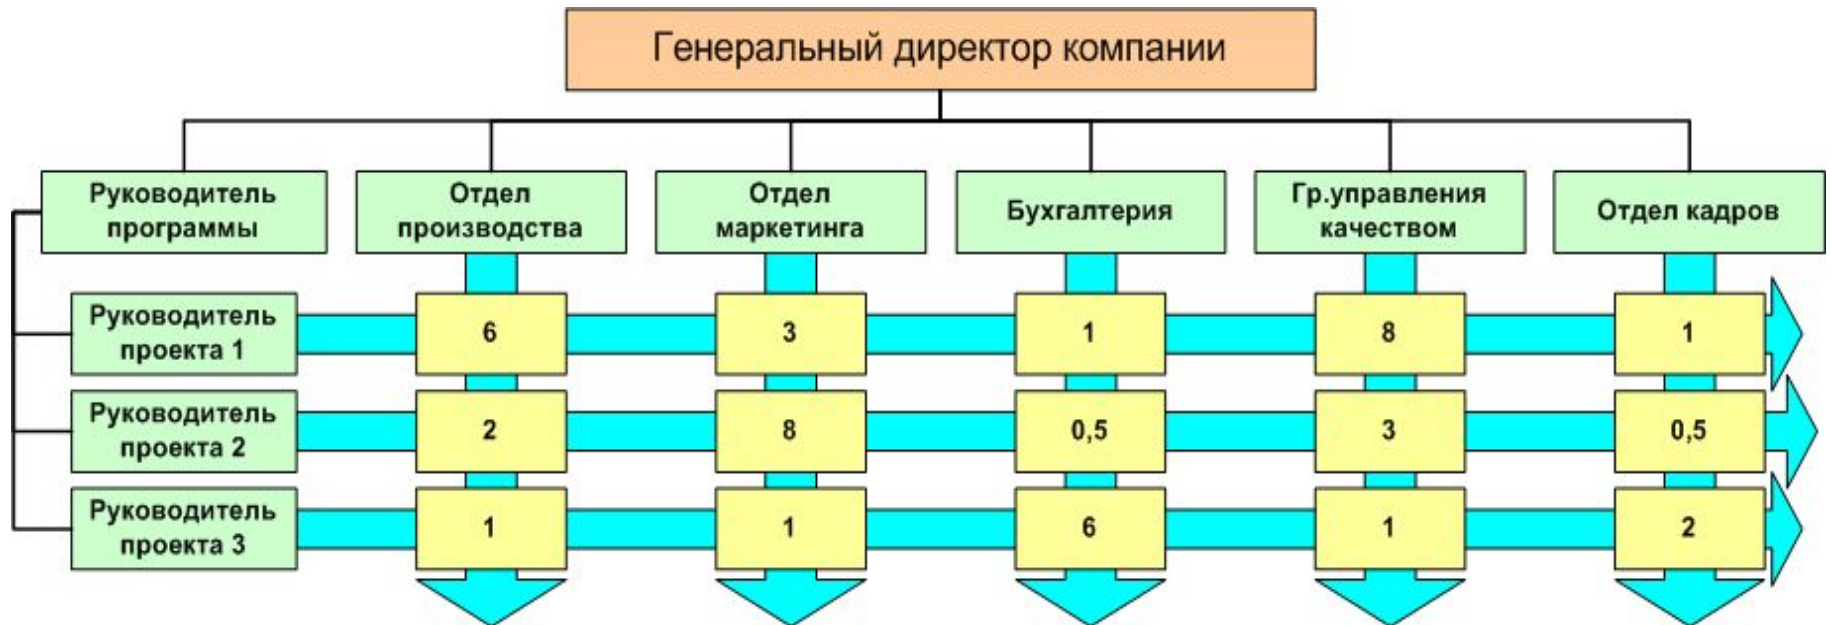 Генеральный директор компании
Руководитель
программы
Отдел
производства
Отдел
маркетинга
Бухгалтерия
Гр.управления
качеством
Отдел кадров
Руководитель
проекта 1
6
3
1
8
1
Руководитель
проекта 2
2
8
0,5
3
0,5
Руководитель
проекта 3
1
1
6
1
2